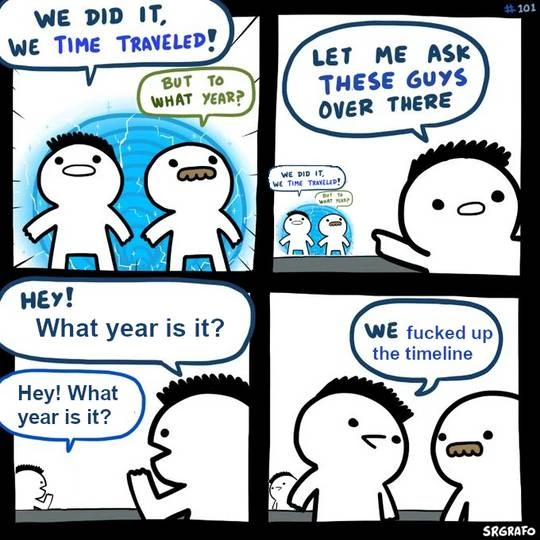 #101
WE DID IT,
WE TIME TRAVELED!
BUT TO
WHAT YEAR?
LET ME ASK
THESE GUYS
OVER THERE
WE DID IT,
WE TIME TRAVELED!
BUT TO
WHAT YEAR?
HEY!
What year is it?
Hey! What
year is it?
WE fucked up
the timeline
SRGRAFO